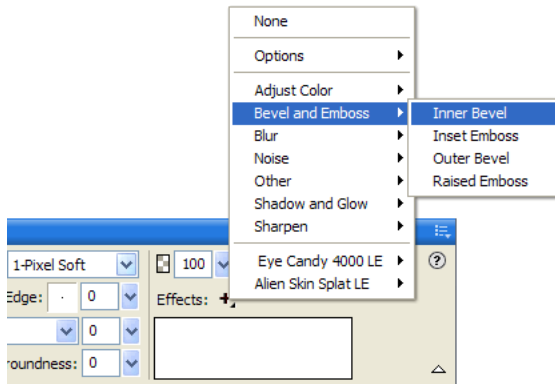 None
Options
Adjust Color
Bevel and Emboss
Blur
Noise
Other
Shadow and Glow
Sharpen
Eye Candy 4000 LE
Alien Skin Splat LE
Inner Bevel
Inset Emboss
Outer Bevel
Raised Emboss
1-Pixel Soft
100
?
Edge: 0
Effects:
0
roundness: 0